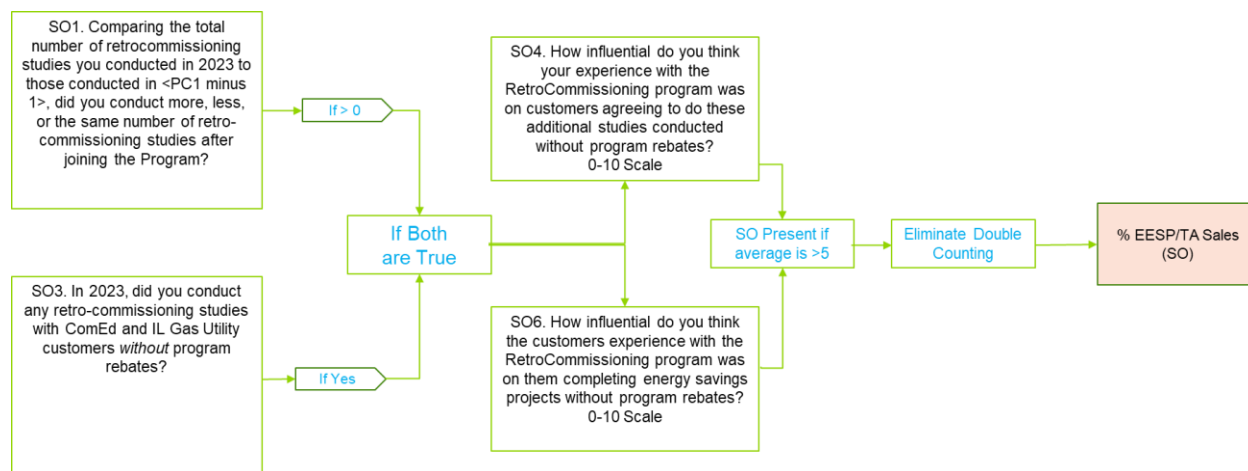 SO1. Comparing the total
number of retrocommissioning
studies you conducted in 2023 to
those conducted in <PC1 minus
1>, did you conduct more, less,
or the same number of retro-
commissioning studies after
joining the Program?
If > 0
SO3. In 2023, did you conduct
any retro-commissioning studies
with ComEd and IL Gas Utility
customers without program
rebates?
If Yes
If Both
are True
SO4. How influential do you think
your experience with the
RetroCommissioning program was
on customers agreeing to do these
additional studies conducted
without program rebates?
0-10 Scale
SO6. How influential do you think
the customers experience with the
RetroCommissioning program was
on them completing energy savings
projects without program rebates?
0-10 Scale
SO Present if
average is >5
Eliminate Double
Counting
% EESP/TA Sales
(SO)